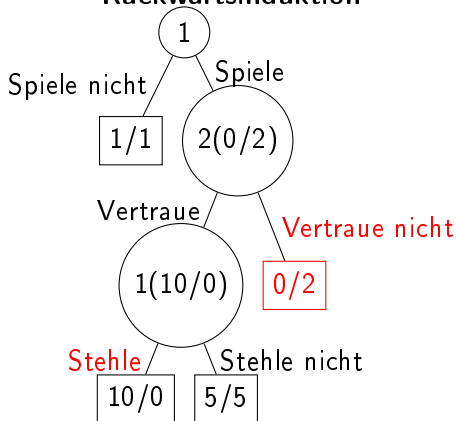 Rückwärtsinduktion
1
Spiele nicht
Spiele
1/1
2(0/2)
Vertraue
Vertraue nicht
1(10/0)
0/2
Stehle
Stehle nicht
10/0
5/5